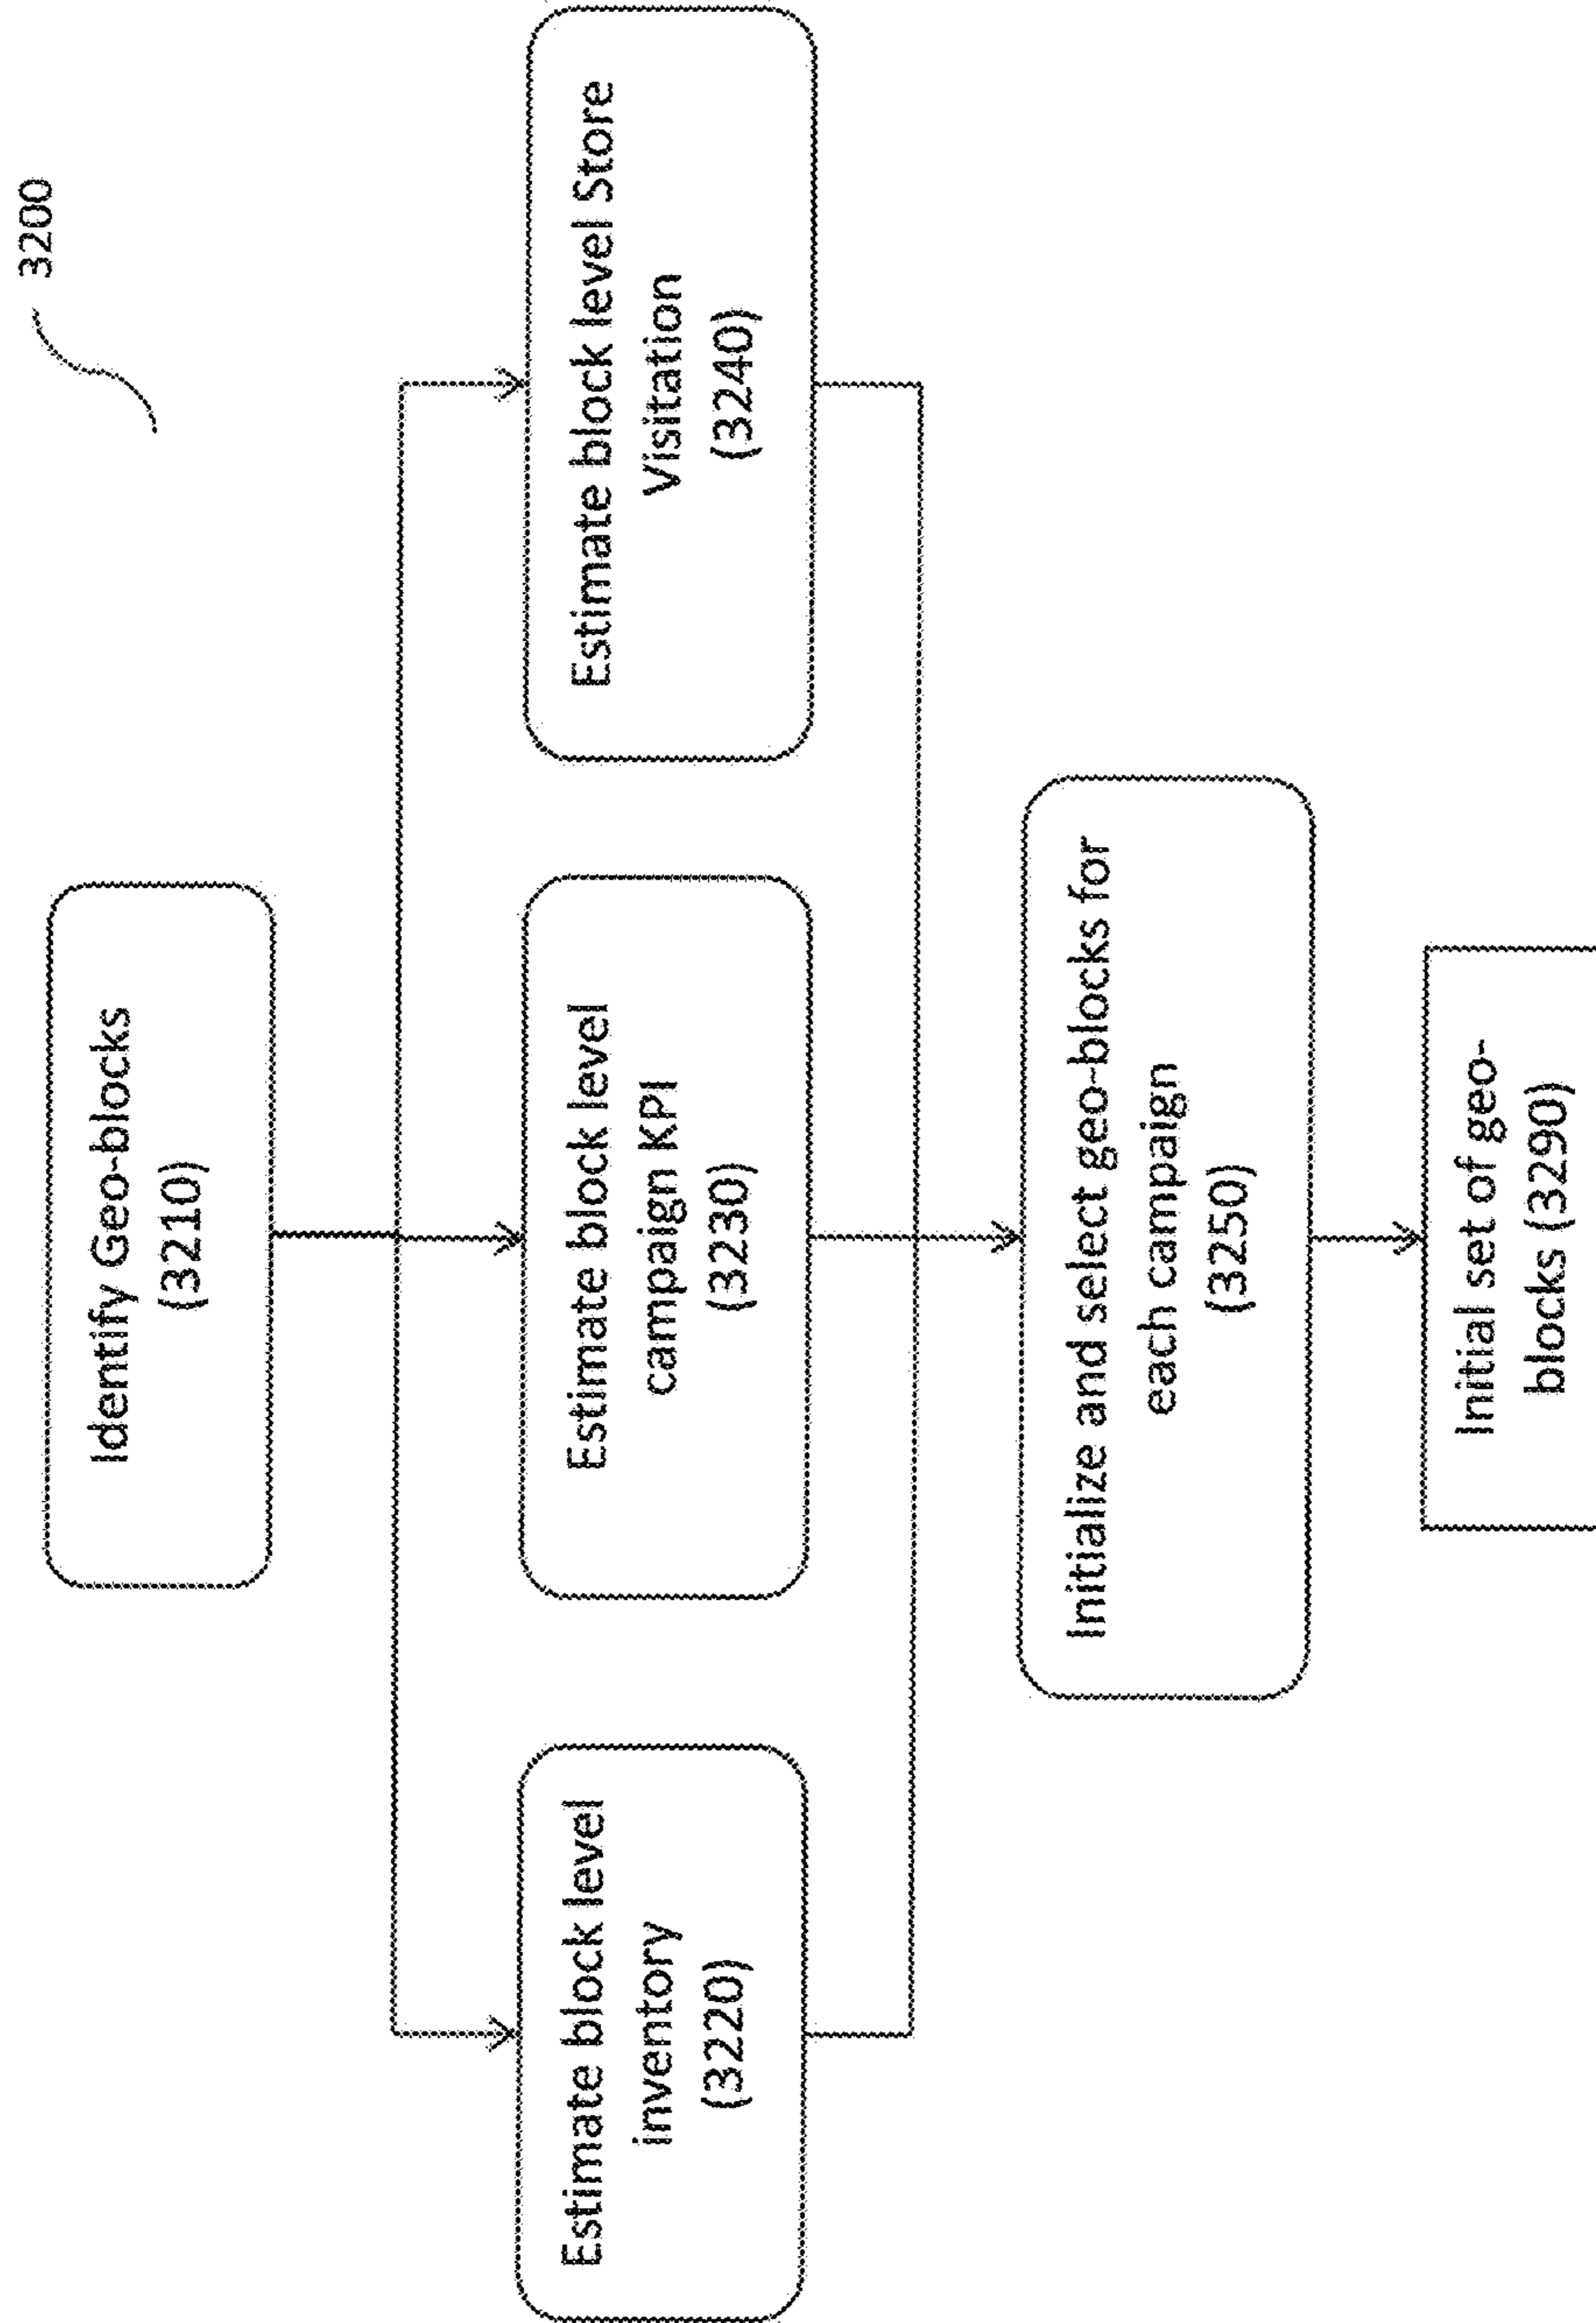 3200
Identify Geo-blocks
(3210)
Estimate block level
inventory
(3220)
Estimate block level
campaign KPI
(3230)
Estimate block level Store
Visitation
(3240)
Initialize and select geo-blocks for
each campaign
(3250)
Initial set of geo-
blocks (3290)